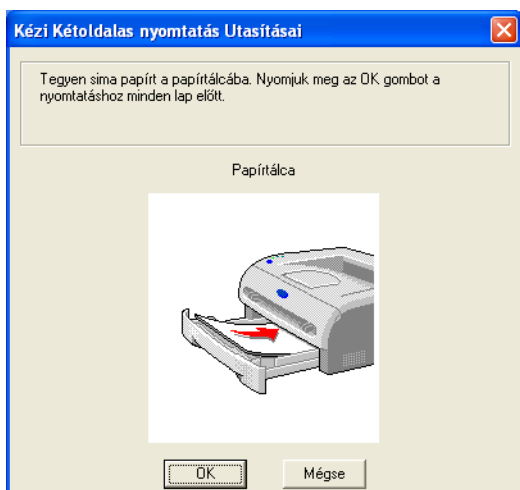 Kézi Kétoldalas nyomtatás Utasításai
Tegyen sima papírt a papírtálcába. Nyomjuk meg az OK gombot a
nyomtatáshoz minden lap előtt.
Papírtálca
OK
Mégse